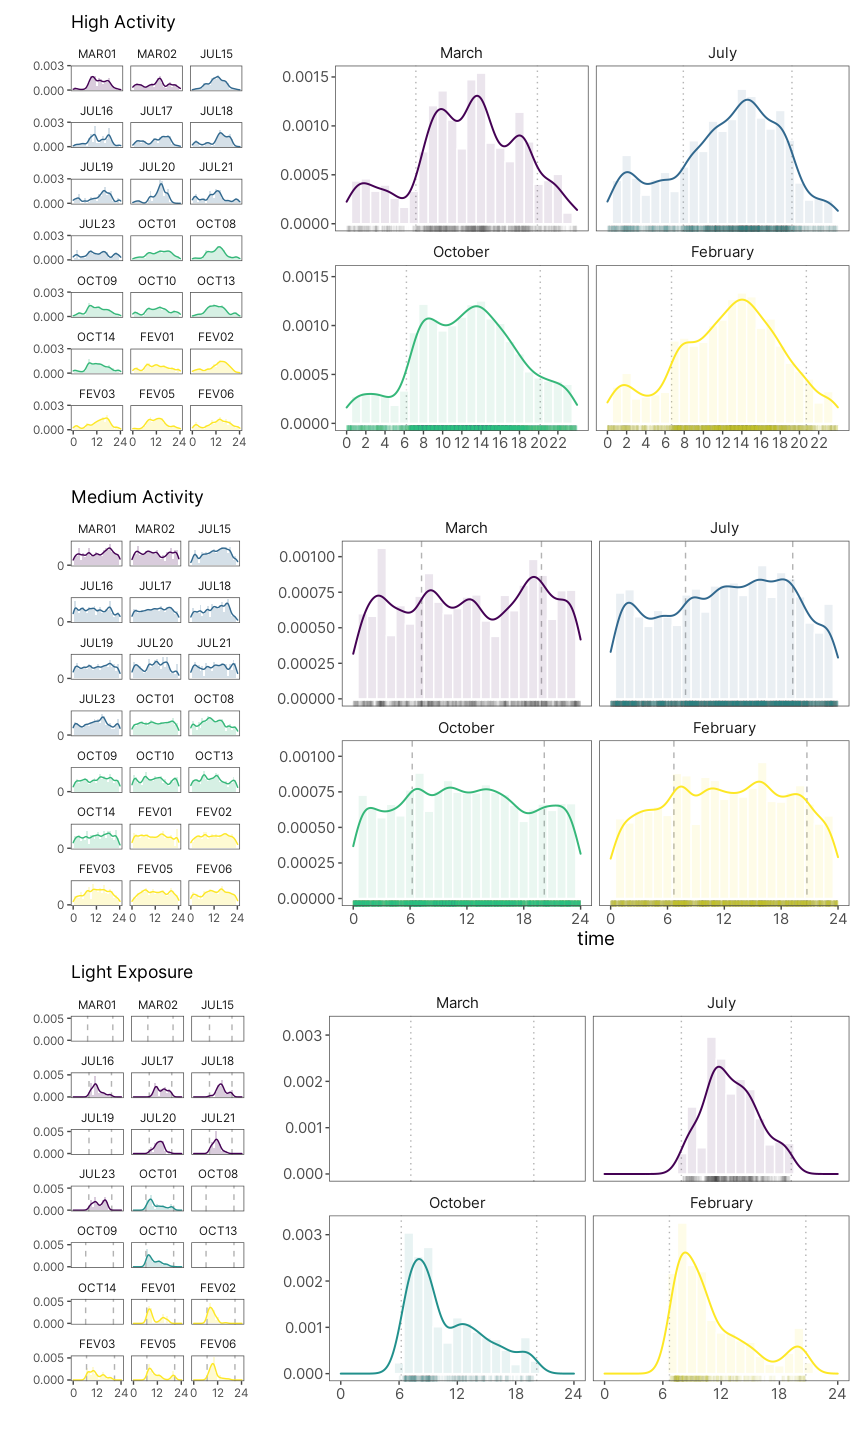 High Activity
MAR01 MAR02 JUL15
0.003
0.000
JUL16 JUL17 JUL18
0.003
0.000
JUL19 JUL20 JUL21
0.003
0.000
JUL23 OCT01 OCT08
0.003
0.000
OCT09 OCT10 OCT13
0.003
0.000
OCT14 FEV01 FEV02
0.003
0.000
FEV03 FEV05 FEV06
0.003
0.000
0 12 24 0 12 24 0 12 24
March July
0.0015
0.0010
0.0005
0.0000
October February
0.0015
0.0010
0.0005
0.0000
0 2 4 6 8 10 12 14 16 18 20 22 0 2 4 6 8 10 12 14 16 18 20 22
Medium Activity
MAR01 MAR02 JUL15
0
JUL16 JUL17 JUL18
0
JUL19 JUL20 JUL21
0
JUL23 OCT01 OCT08
0
OCT09 OCT10 OCT13
0
OCT14 FEV01 FEV02
0
FEV03 FEV05 FEV06
0
0 12 24 0 12 24 0 12 24
March July
0.00100
0.00075
0.00050
0.00025
0.00000
October February
0.00100
0.00075
0.00050
0.00025
0.00000
0 6 12 18 24 0 6 12 18 24
time
Light Exposure
MAR01 MAR02 JUL15
0.005
0.000
JUL16 JUL17 JUL18
0.005
0.000
JUL19 JUL20 JUL21
0.005
0.000
JUL23 OCT01 OCT08
0.005
0.000
OCT09 OCT10 OCT13
0.005
0.000
OCT14 FEV01 FEV02
0.005
0.000
FEV03 FEV05 FEV06
0.005
0.000
0 12 24 0 12 24 0 12 24
March July
0.003
0.002
0.001
0.000
October February
0.003
0.002
0.001
0.000
0 6 12 18 24 0 6 12 18 24